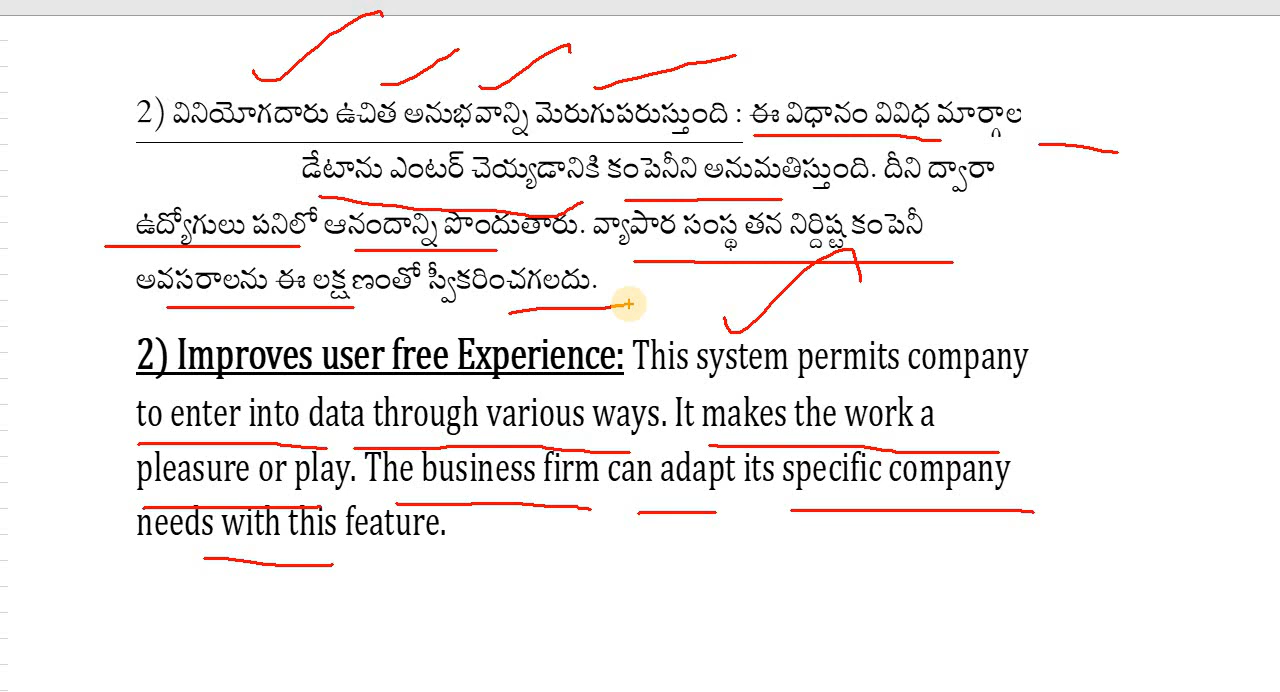 2) వినియోగదారు ఉచిత అనుభవాన్ని మెరుగుపరుస్తుంది : ఈ విధానం వివిధ మార్గాల
డేటాను ఎంటర్ చెయ్యడానికి కంపెనీని అనుమతిస్తుంది. దీని ద్వారా
ఉద్యోగులు పనిలో ఆనందాన్ని పొందుతారు. వ్యాపార సంస్థ తన నిర్దిష్ట కంపెనీ
అవసరాలను ఈ లక్షణంతో స్వీకరించగలదు.
2) Improves user free Experience: This system permits company
to enter into data through various ways. It makes the work a
pleasure or play. The business firm can adapt its specific company
needs with this feature.